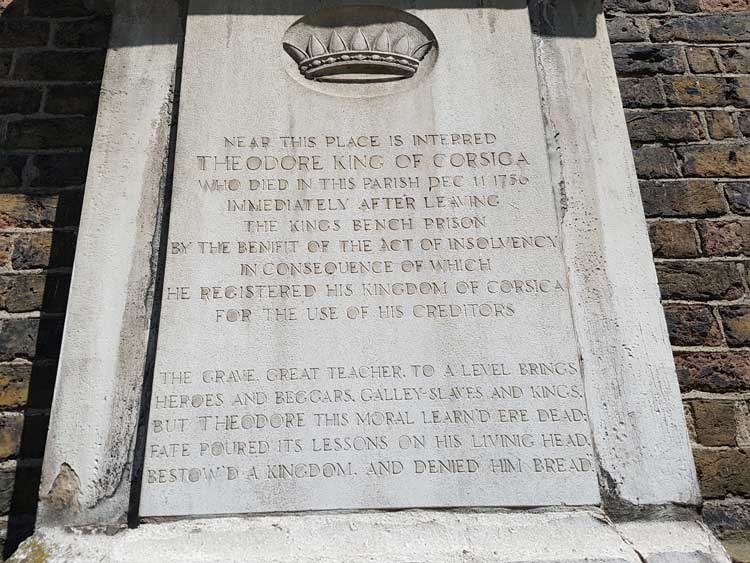 NEAR THIS PLACE IS INTERRED
THEODORE KING OF CORSICA
WHO DIED IN THIS PARISH DEC 11 1756
IMMEDIATELY AFTER LEAVING
THE KINGS BENCH PRISON
BY THE BENIFIT OF THE ACT OF INSOLVENCY
IN CONSEQUENCE OF WHICH
HE REGISTERED HIS KINGDOM OF CORSICA
FOR THE USE OF HIS CREDITORS
THE GRAVE, GREAT TEACHER, TO A LEVEL BRINGS
HEROES AND BEGGARS, GALLEY-SLAVES AND KINGS,
BUT THEODORE THIS MORAL LEARN'D ERE DEAD;
FATE POURED ITS LESSONS ON HIS LIVINIG HEAD,
BESTOW'D A KINGDOM, AND DENIED HIM BREAD.